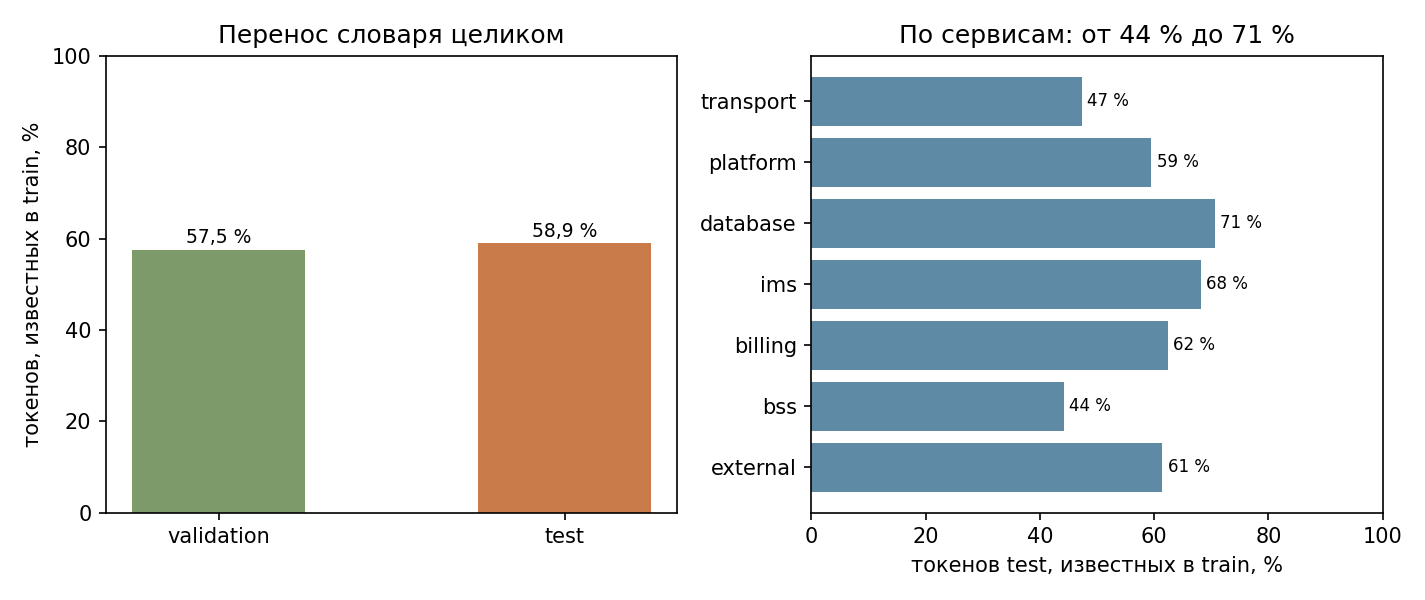 Перенос словаря целиком
токенов, известных в train, %
100
80
60
40
20
0
57,5 %
58,9 %
validation
test
По сервисам: от 44 % до 71 %
transport
47 %
platform
59 %
database
71 %
ims
68 %
billing
62 %
bss
44 %
external
61 %
0
20
40
60
80
100
токенов test, известных в train, %